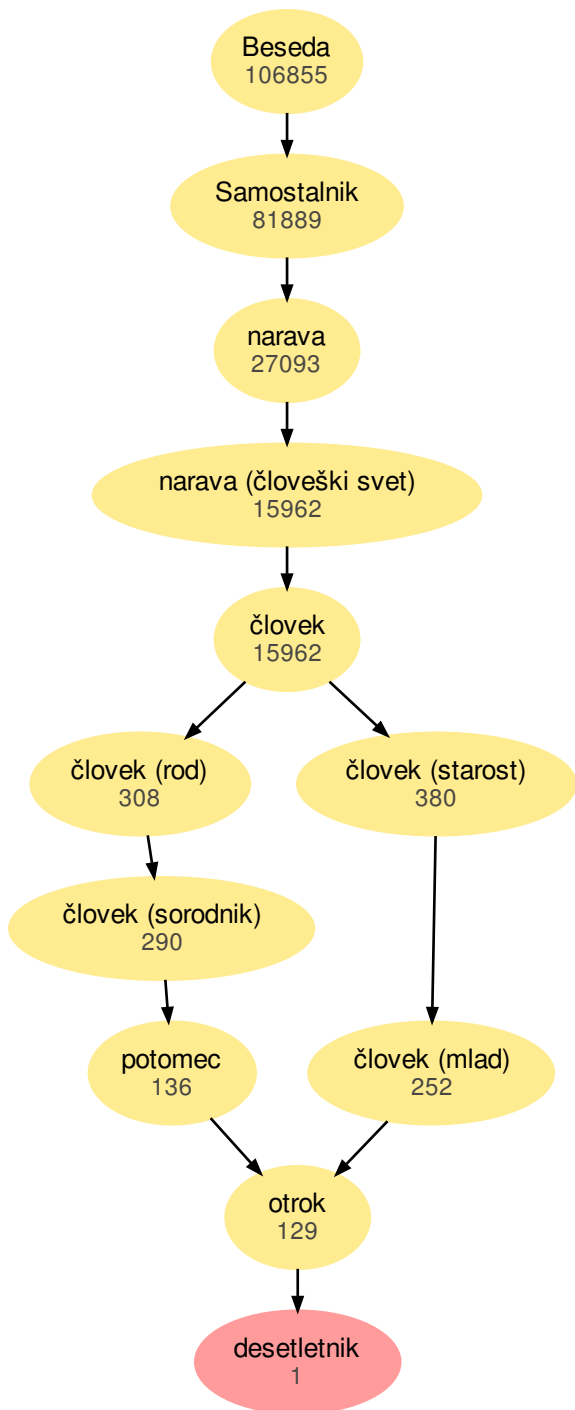 Beseda
106855
Samostalnik
81889
narava
27093
narava (človeški svet)
15962
človek
15962
človek (rod)
308
človek (starost)
380
človek (sorodnik)
290
potomec
136
človek (mlad)
252
otrok
129
desetletnik
1